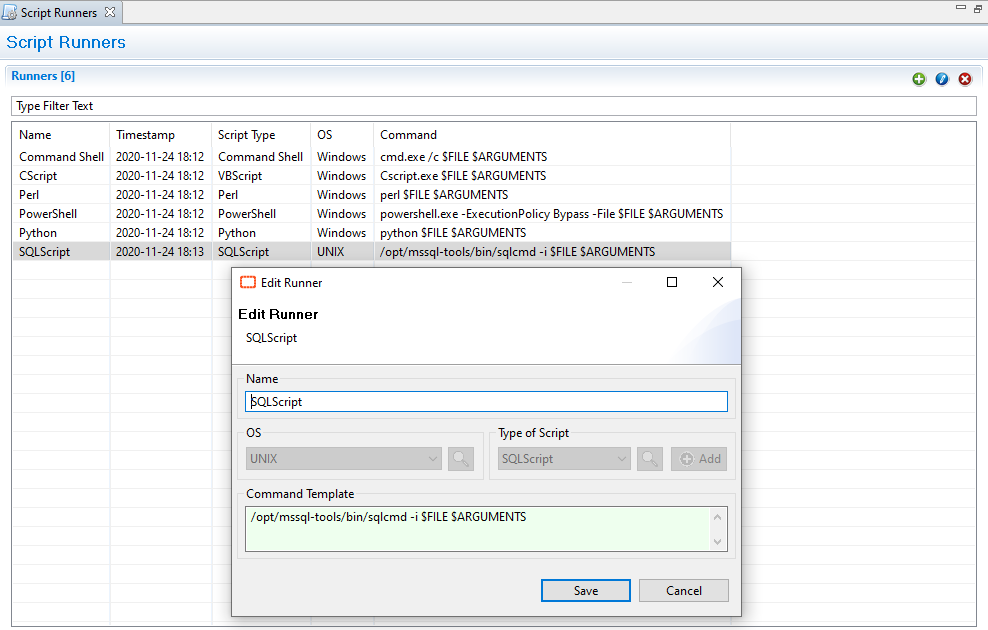 Script Runners
Script Runners
Runners [6]
Type Filter Text
Name Timestamp Script Type OS Command
Command Shell 2020-11-24 18:12 Command Shell Windows cmd.exe /c $FILE $ARGUMENTS
CScript 2020-11-24 18:12 VBScript Windows Cscript.exe $FILE $ARGUMENTS
Perl 2020-11-24 18:12 Perl Windows perl $FILE $ARGUMENTS
PowerShell 2020-11-24 18:12 PowerShell Windows powershell.exe -ExecutionPolicy Bypass -File $FILE $ARGUMENTS
Python 2020-11-24 18:12 Python Windows python $FILE $ARGUMENTS
SQLScript 2020-11-24 18:13 SQLScript UNIX /opt/mssql-tools/bin/sqlcmd -i $FILE $ARGUMENTS
Edit Runner
Edit Runner
SQLScript
Name
SQLScript
OS Type of Script
UNIX SQLScript Add
Command Template
/opt/mssql-tools/bin/sqlcmd -i $FILE $ARGUMENTS
Save Cancel